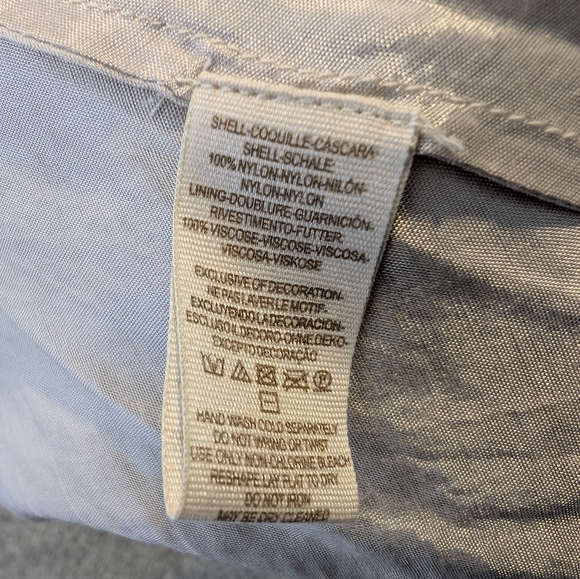 SHELL-COQUILLE-CÁSCARA-
SHELL-SCHALE-
100% NYLON-NYLON-NILÓN-
NYLON-NYLON
LINING-DOUBLURE-GUARNICIÓN-
RIVESTIMENTO-FUTTER-
100% VISCOSE-VISCOSE-VISCOSA-
VISCOSA-VISKOSE
EXCLUSIVE OF DECORATION-
NE PAS LAVER LE MOTIF-
EXCLUYENDO LA DECORACION-
ESCLUSO IL DECORO-OHNE DEKO-
EXCEPTO DECORAÇÃO
HAND WASH COLD SEPARATELY
DO NOT WRING OR TWIST
USE ONLY NON-CHLORINE BLEACH
RESHAPE LAY FLAT TO DRY
DO NOT IRON
MAY BE DRY CLEANED